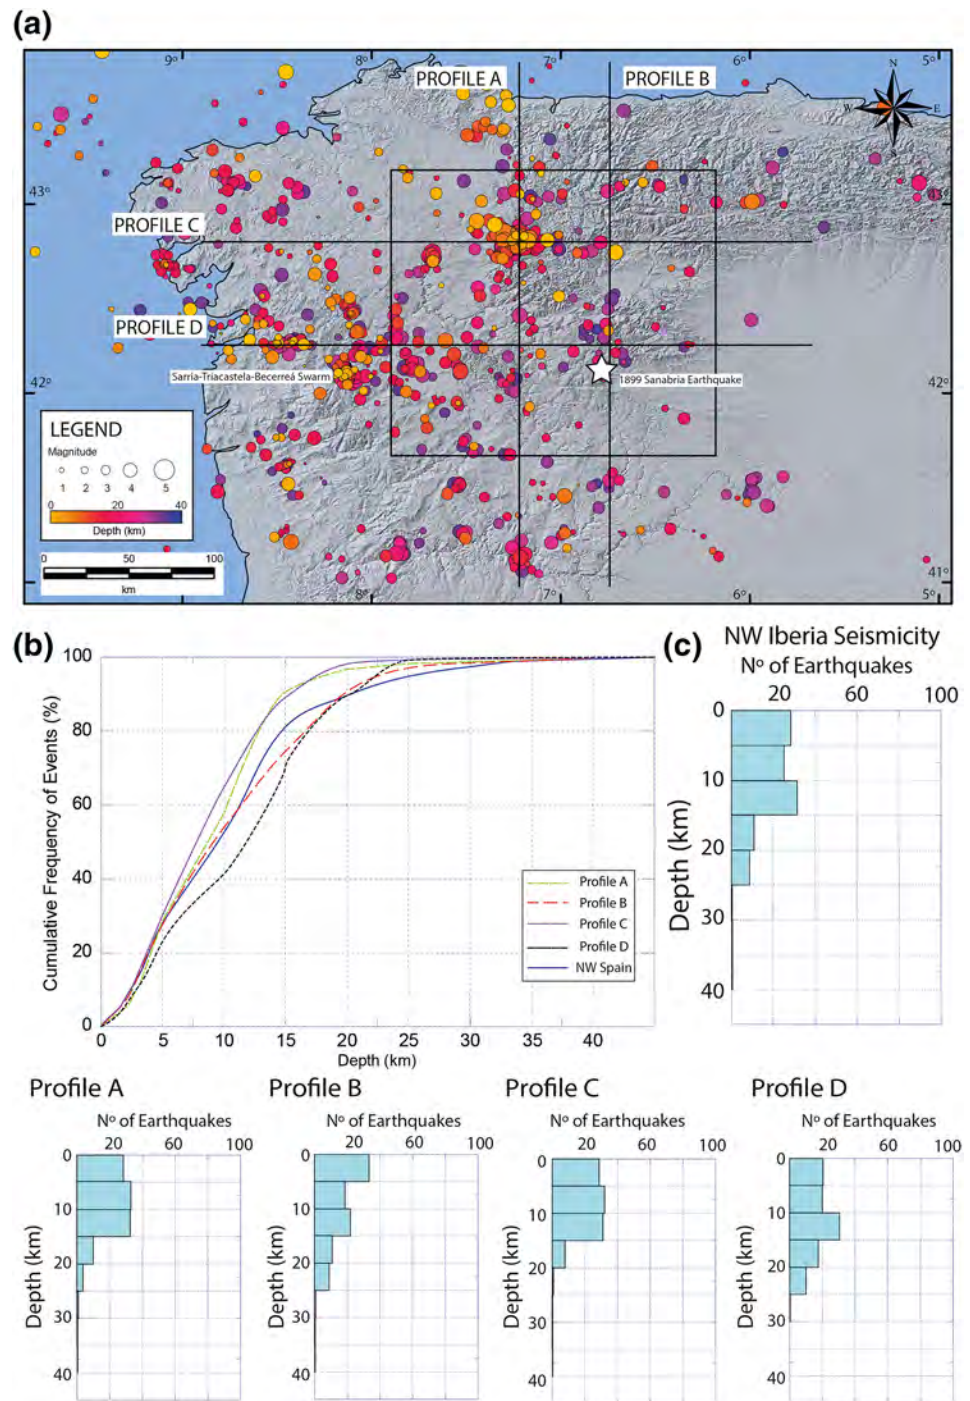 (a)
9° 8° 7° 6° 5°
PROFILE A PROFILE B
N
W E
S
43° 43°
PROFILE C
PROFILE D
Sarria-Triacastela-Becerreá Swarm
1899 Sanabria Earthquake
42° 42°
LEGEND
Magnitude
1 2 3 4 5
0 20 40
Depth (km)
0 50 100
km
41° 41°
8° 7° 6° 5°
(b)
100
80
60
40
20
0
Cumulative Frequency of Events (%)
Profile A
Profile B
Profile C
Profile D
NW Spain
0 5 10 15 20 25 30 35 40
Depth (km)
(c)
NW Iberia Seismicity
Nº of Earthquakes
20 60 100
0
10
20
30
40
Depth (km)
Profile A
Nº of Earthquakes
20 60 100
0
10
20
30
40
Depth (km)
Profile B
Nº of Earthquakes
20 60 100
0
10
20
30
40
Depth (km)
Profile C
Nº of Earthquakes
20 60 100
0
10
20
30
40
Depth (km)
Profile D
Nº of Earthquakes
20 60 100
0
10
20
30
40
Depth (km)